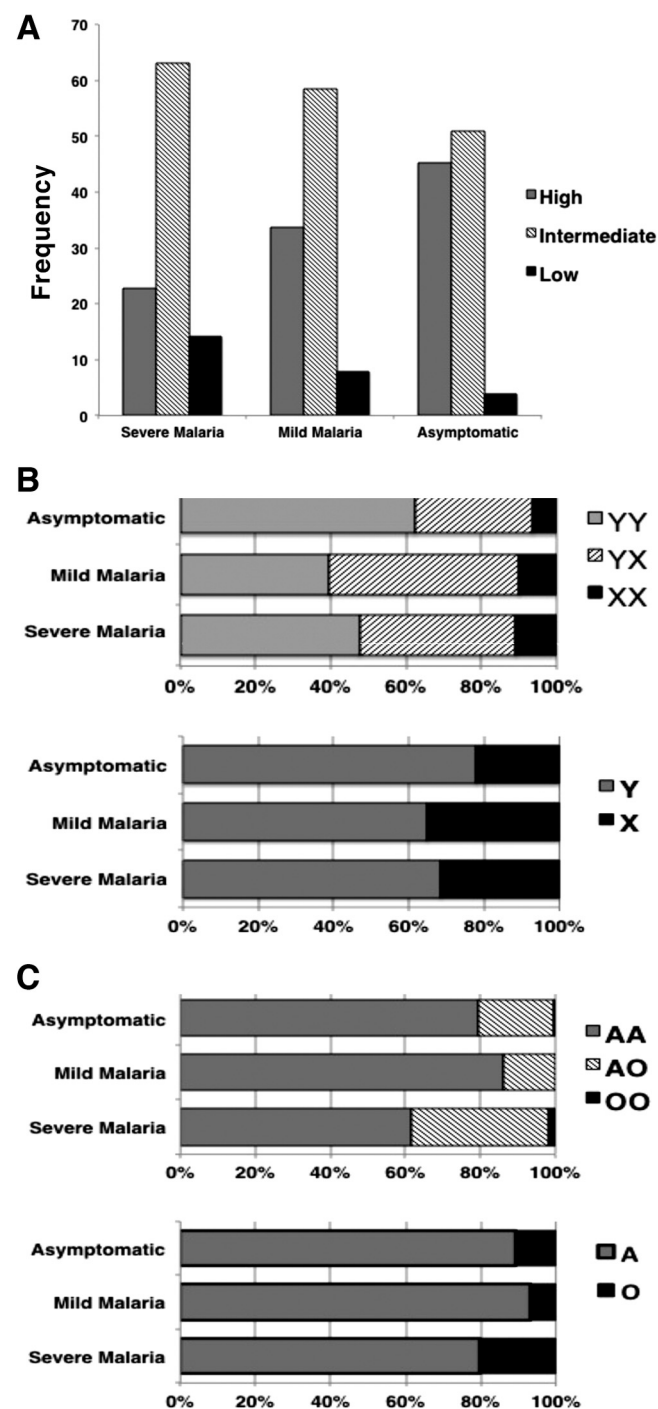 A
70
60
50
40
30
20
10
0
Frequency
Severe Malaria Mild Malaria Asymptomatic
High
Intermediate
Low
B
Asymptomatic
Mild Malaria
Severe Malaria
0% 20% 40% 60% 80% 100%
YY
YX
XX
Asymptomatic
Mild Malaria
Severe Malaria
0% 20% 40% 60% 80% 100%
Y
X
C
Asymptomatic
Mild Malaria
Severe Malaria
0% 20% 40% 60% 80% 100%
AA
AO
OO
Asymptomatic
Mild Malaria
Severe Malaria
0% 20% 40% 60% 80% 100%
A
O